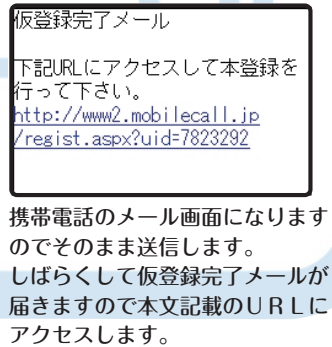 仮登録完了メール
下記URLにアクセスして本登録を
行って下さい。
http://www2.mobilecall.jp
/regist.aspx?uid=7823292
携帯電話のメール画面になります
のでそのまま送信します。
しばらくして仮登録完了メールが
届きますので本文記載のＵＲＬに
アクセスします。